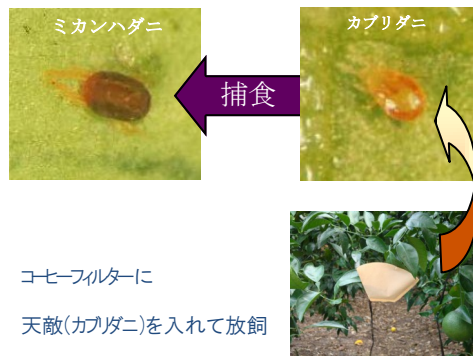 ミカンハダニ
カブリダニ
捕食
コーヒーフィルターに
天敵(カブリダニ)を入れて放飼